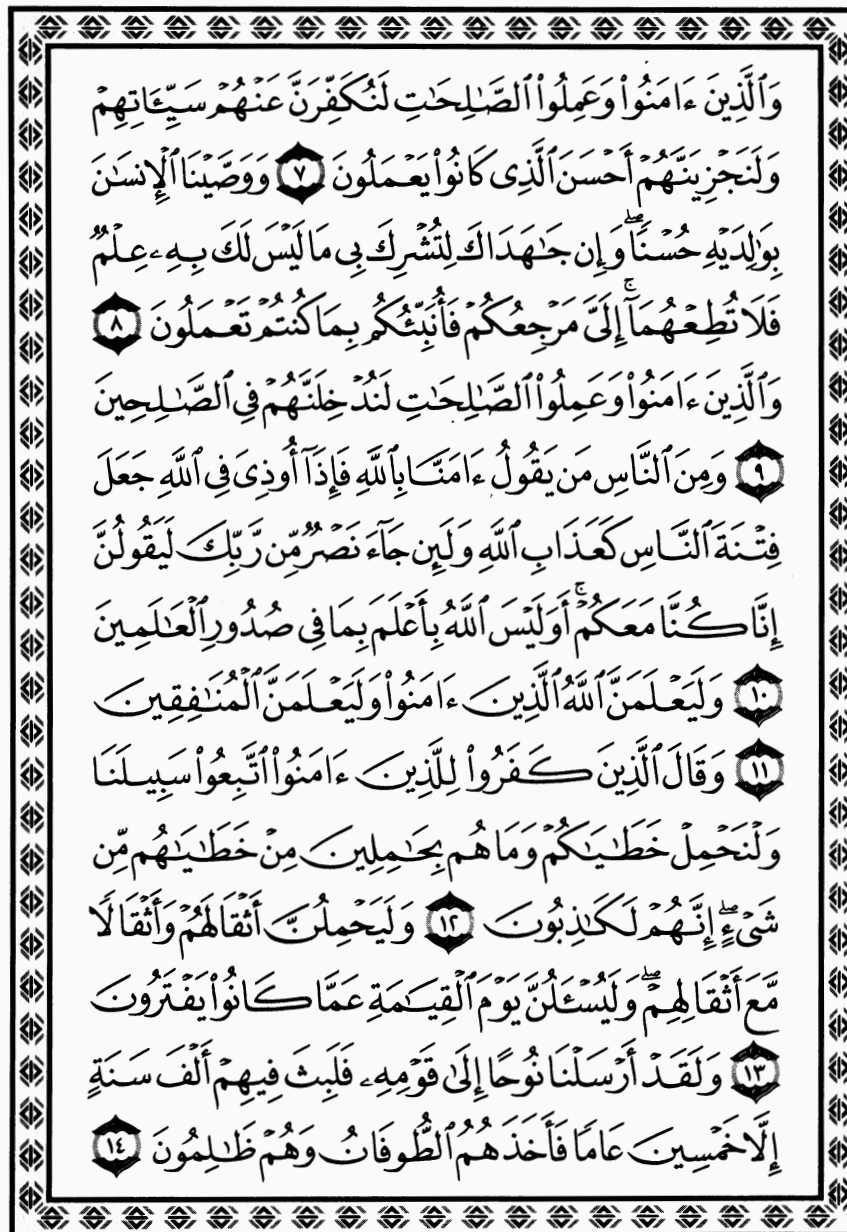 وَٱلَّذِينَ ءَامَنُوا۟ وَعَمِلُوا۟ ٱلصَّـٰلِحَـٰتِ لَنُكَفِّرَنَّ عَنْهُمْ سَيِّـَٔاتِهِمْ
وَلَنَجْزِيَنَّهُمْ أَحْسَنَ ٱلَّذِى كَانُوا۟ يَعْمَلُونَ ٧ وَوَصَّيْنَا ٱلْإِنسَـٰنَ
بِوَٰلِدَيْهِ حُسْنًا ۖ وَإِن جَـٰهَدَاكَ لِتُشْرِكَ بِى مَا لَيْسَ لَكَ بِهِۦ عِلْمٌ
فَلَا تُطِعْهُمَآ ۚ إِلَىَّ مَرْجِعُكُمْ فَأُنَبِّئُكُم بِمَا كُنتُمْ تَعْمَلُونَ ٨
وَٱلَّذِينَ ءَامَنُوا۟ وَعَمِلُوا۟ ٱلصَّـٰلِحَـٰتِ لَنُدْخِلَنَّهُمْ فِى ٱلصَّـٰلِحِينَ
٩ وَمِنَ ٱلنَّاسِ مَن يَقُولُ ءَامَنَّا بِٱللَّهِ فَإِذَآ أُوذِىَ فِى ٱللَّهِ جَعَلَ
فِتْنَةَ ٱلنَّاسِ كَعَذَابِ ٱللَّهِ وَلَئِن جَآءَ نَصْرٌ مِّن رَّبِّكَ لَيَقُولُنَّ
إِنَّا كُنَّا مَعَكُمْ ۚ أَوَلَيْسَ ٱللَّهُ بِأَعْلَمَ بِمَا فِى صُدُورِ ٱلْعَـٰلَمِينَ
١٠ وَلَيَعْلَمَنَّ ٱللَّهُ ٱلَّذِينَ ءَامَنُوا۟ وَلَيَعْلَمَنَّ ٱلْمُنَـٰفِقِينَ
١١ وَقَالَ ٱلَّذِينَ كَفَرُوا۟ لِلَّذِينَ ءَامَنُوا۟ ٱتَّبِعُوا۟ سَبِيلَنَا
وَلْنَحْمِلْ خَطَـٰيَـٰكُمْ وَمَا هُم بِحَـٰمِلِينَ مِنْ خَطَـٰيَـٰهُم مِّن
شَىْءٍ ۖ إِنَّهُمْ لَكَـٰذِبُونَ ١٢ وَلَيَحْمِلُنَّ أَثْقَالَهُمْ وَأَثْقَالًا
مَّعَ أَثْقَالِهِمْ ۖ وَلَيُسْـَٔلُنَّ يَوْمَ ٱلْقِيَـٰمَةِ عَمَّا كَانُوا۟ يَفْتَرُونَ
١٣ وَلَقَدْ أَرْسَلْنَا نُوحًا إِلَىٰ قَوْمِهِۦ فَلَبِثَ فِيهِمْ أَلْفَ سَنَةٍ
إِلَّا خَمْسِينَ عَامًا فَأَخَذَهُمُ ٱلطُّوفَانُ وَهُمْ ظَـٰلِمُونَ ١٤